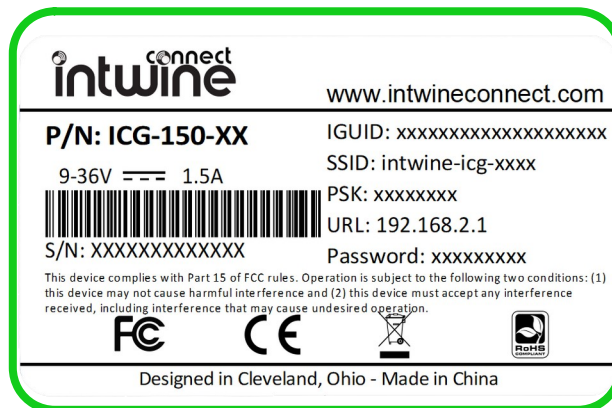 connect
intwine
www.intwineconnect.com
P/N: ICG-150-XX
9-36V 1.5A
S/N: XXXXXXXXXXXXX
IGUID: xxxxxxxxxxxxxxxxxxxx
SSID: intwine-icg-xxxx
PSK: xxxxxxxx
URL: 192.168.2.1
Password: xxxxxxxxx
This device complies with Part 15 of FCC rules. Operation is subject to the following two conditions: (1)
this device may not cause harmful interference and (2) this device must accept any interference
received, including interference that may cause undesired operation.
FC CE
RoHS
COMPLIANT
Designed in Cleveland, Ohio - Made in China